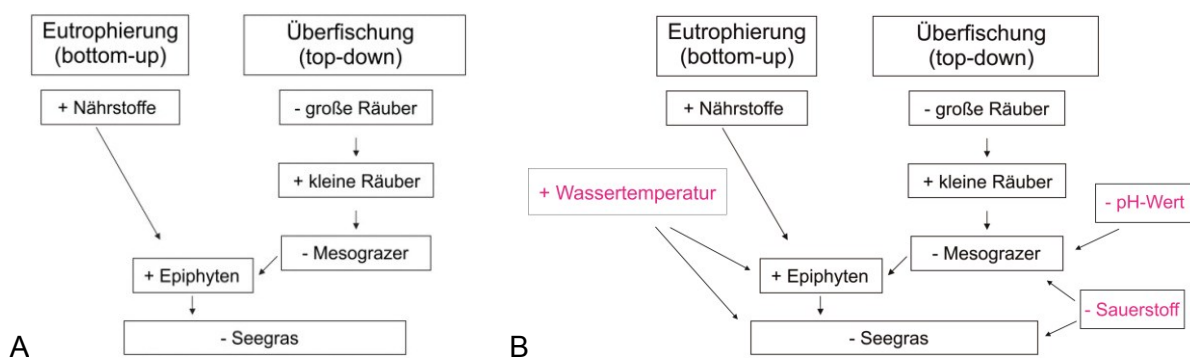 Eutrophierung
(bottom-up)
Überfischung
(top-down)
+ Nährstoffe
- große Räuber
+ kleine Räuber
- Mesograzer
+ Epiphyten
- Seegras
A
Eutrophierung
(bottom-up)
Überfischung
(top-down)
+ Nährstoffe
- große Räuber
+ Wassertemperatur
+ kleine Räuber
- pH-Wert
- Mesograzer
+ Epiphyten
- Sauerstoff
- Seegras
B